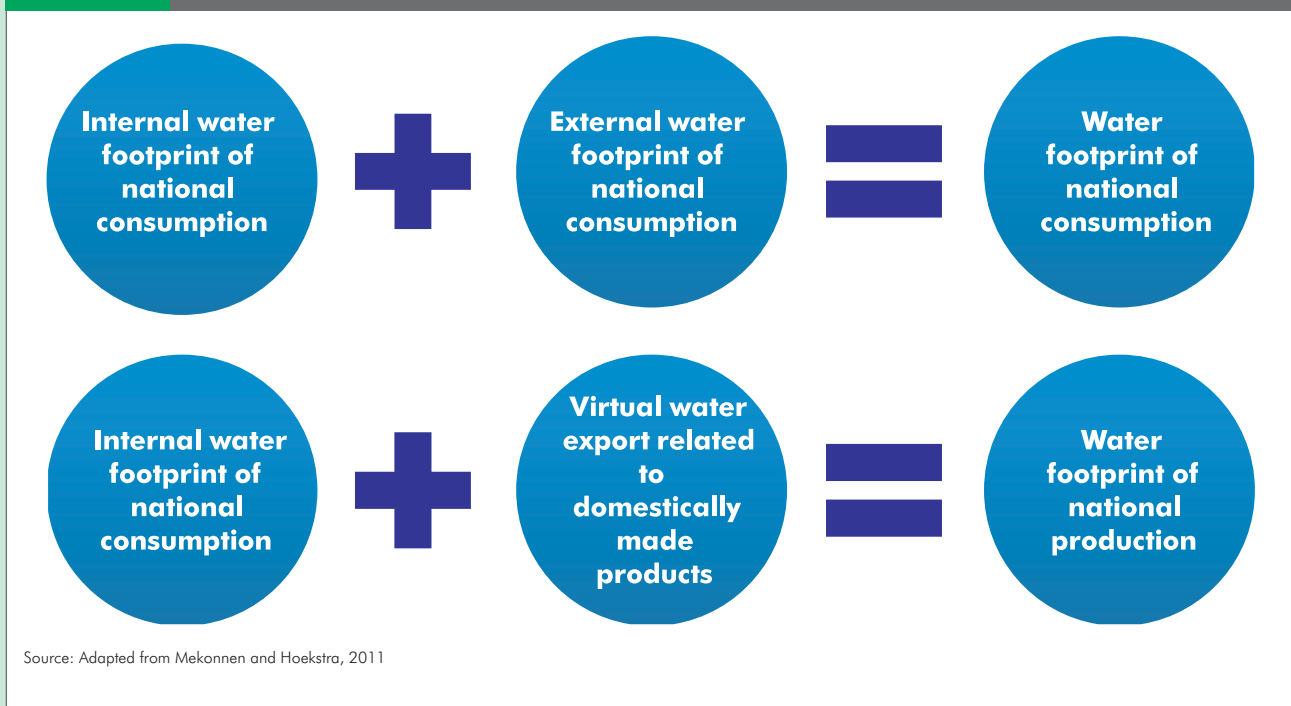 Internal water
footprint of
national
consumption
External water
footprint of
national
consumption
Water
footprint of
national
consumption
Internal water
footprint of
national
consumption
Virtual water
export related
to
domestically
made
products
Water
footprint of
national
production
Source: Adapted from Mekonnen and Hoekstra, 2011